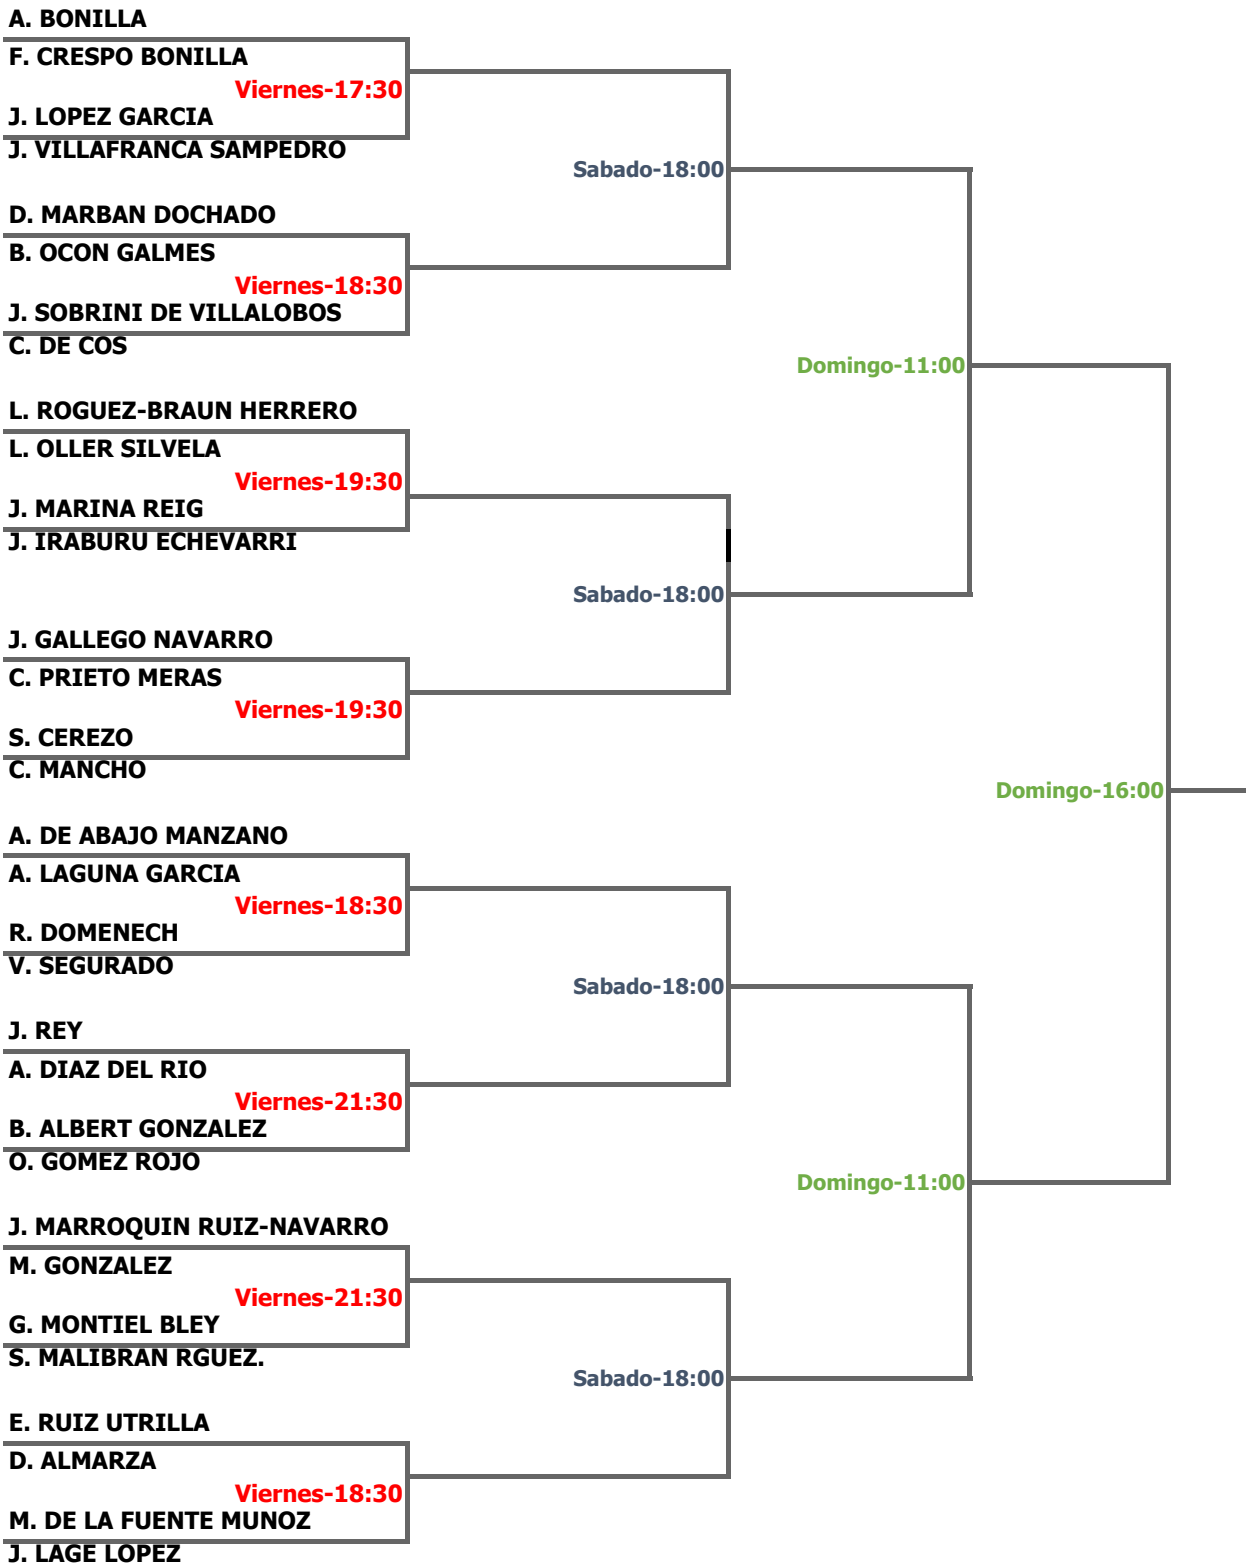 A. BONILLA
F. CRESPO BONILLA
Viernes-17:30
J. LOPEZ GARCIA
J. VILLAFRANCA SAMPEDRO
Sabado-18:00
D. MARBAN DOCHADO
B. OCON GALMES
Viernes-18:30
J. SOBRINI DE VILLALOBOS
C. DE COS
Domingo-11:00
L. ROGUEZ-BRAUN HERRERO
L. OLLER SILVELA
Viernes-19:30
J. MARINA REIG
J. IRABURU ECHEVARRI
Sabado-18:00
J. GALLEGO NAVARRO
C. PRIETO MERAS
Viernes-19:30
S. CEREZO
C. MANCHO
Domingo-16:00
A. DE ABAJO MANZANO
A. LAGUNA GARCIA
Viernes-18:30
R. DOMENECH
V. SEGURADO
Sabado-18:00
J. REY
A. DIAZ DEL RIO
Viernes-21:30
B. ALBERT GONZALEZ
O. GOMEZ ROJO
Domingo-11:00
J. MARROQUIN RUIZ-NAVARRO
M. GONZALEZ
Viernes-21:30
G. MONTIEL BLEY
S. MALIBRAN RGUEZ.
Sabado-18:00
E. RUIZ UTRILLA
D. ALMARZA
Viernes-18:30
M. DE LA FUENTE MUNOZ
J. LAGE LOPEZ